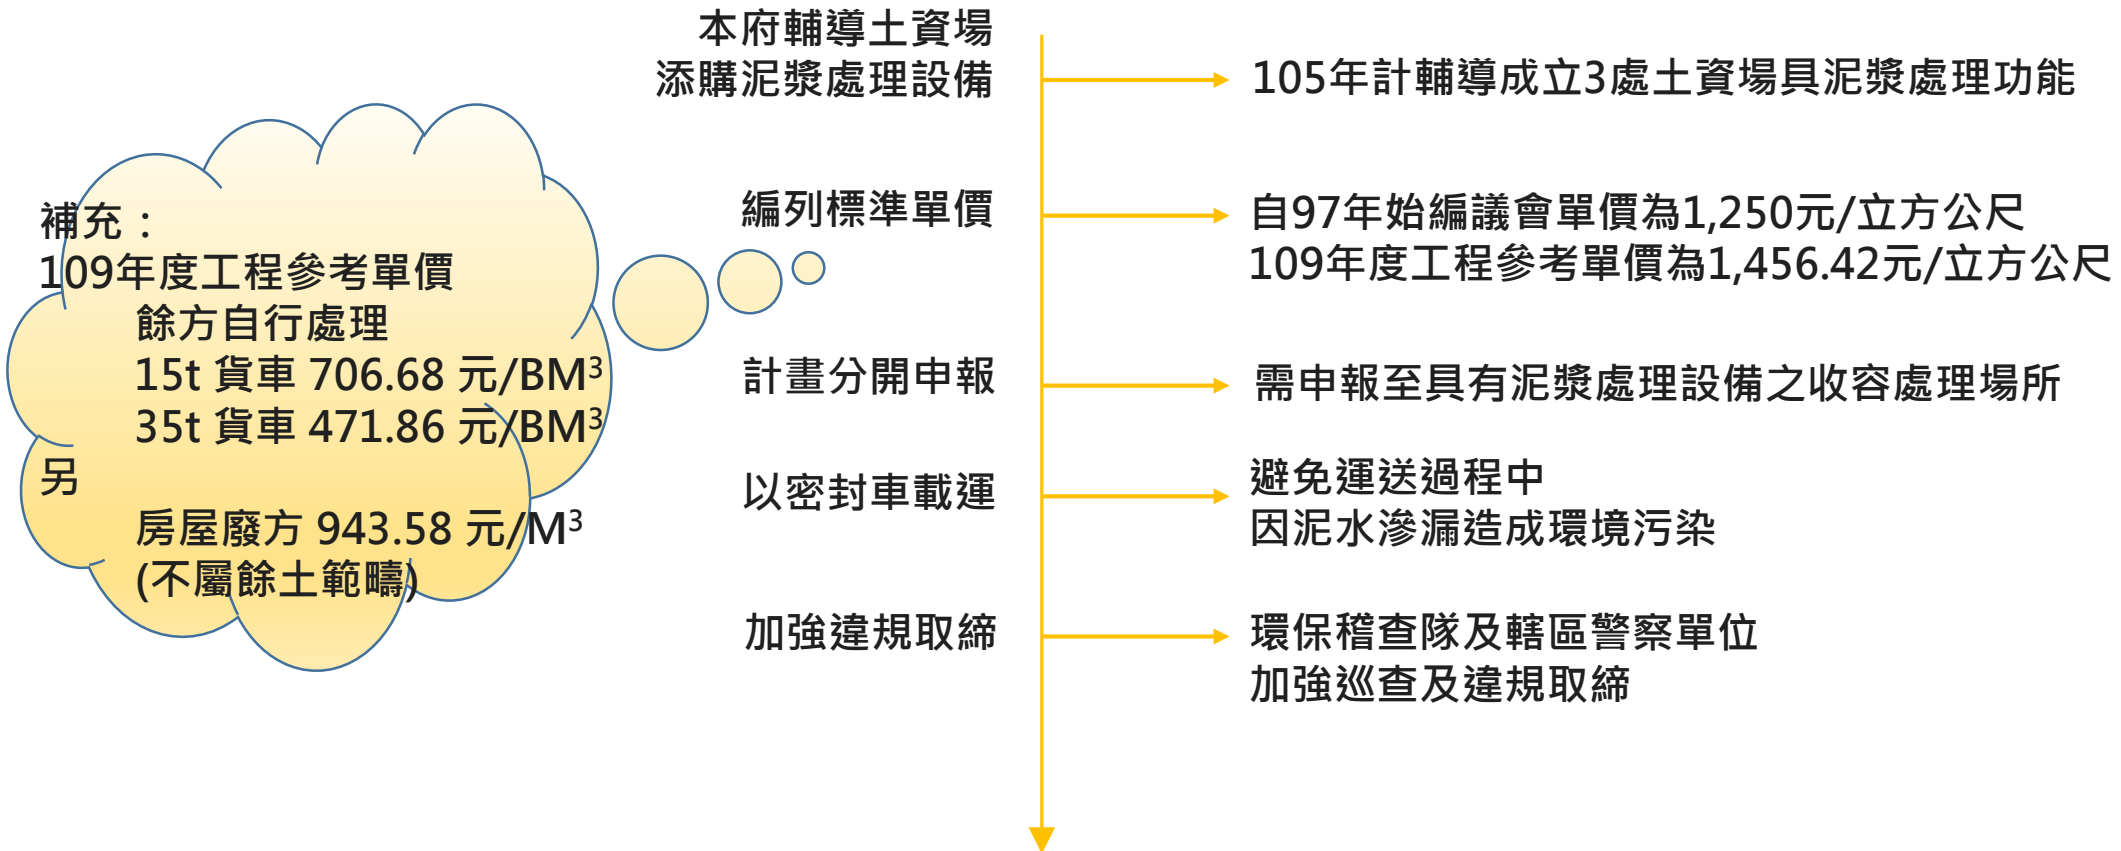 本府輔導土資場
添購泥漿處理設備
105年計輔導成立3處土資場具泥漿處理功能
編列標準單價
自97年始編議會單價為1,250元/立方公尺
109年度工程參考單價為1,456.42元/立方公尺
補充：
109年度工程參考單價
餘方自行處理
15t 貨車 706.68 元/BM³
35t 貨車 471.86 元/BM³
另
房屋廢方 943.58 元/M³
(不屬餘土範疇)
計畫分開申報
需申報至具有泥漿處理設備之收容處理場所
以密封車載運
避免運送過程中
因泥水滲漏造成環境污染
加強違規取締
環保稽查隊及轄區警察單位
加強巡查及違規取締